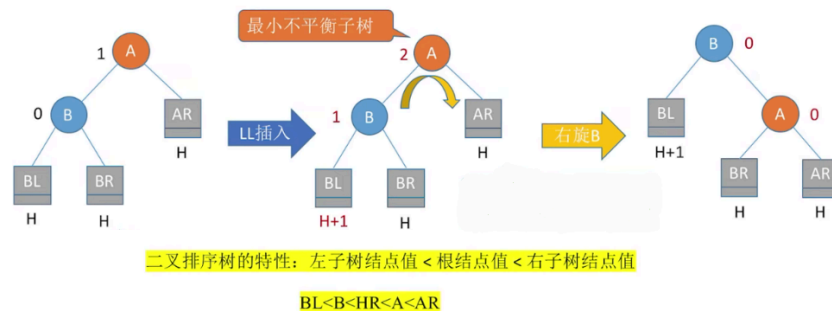 最小不平衡子树
1 A
2 A
B 0
0 B
AR
1 B
AR
BL
A 0
LL插入
右旋B
H
H
H+1
BL BR
BL BR
BR AR
H H
H+1 H
H H
二叉排序树的特性：左子树结点值 < 根结点值 < 右子树结点值
BL<B<HR<A<AR